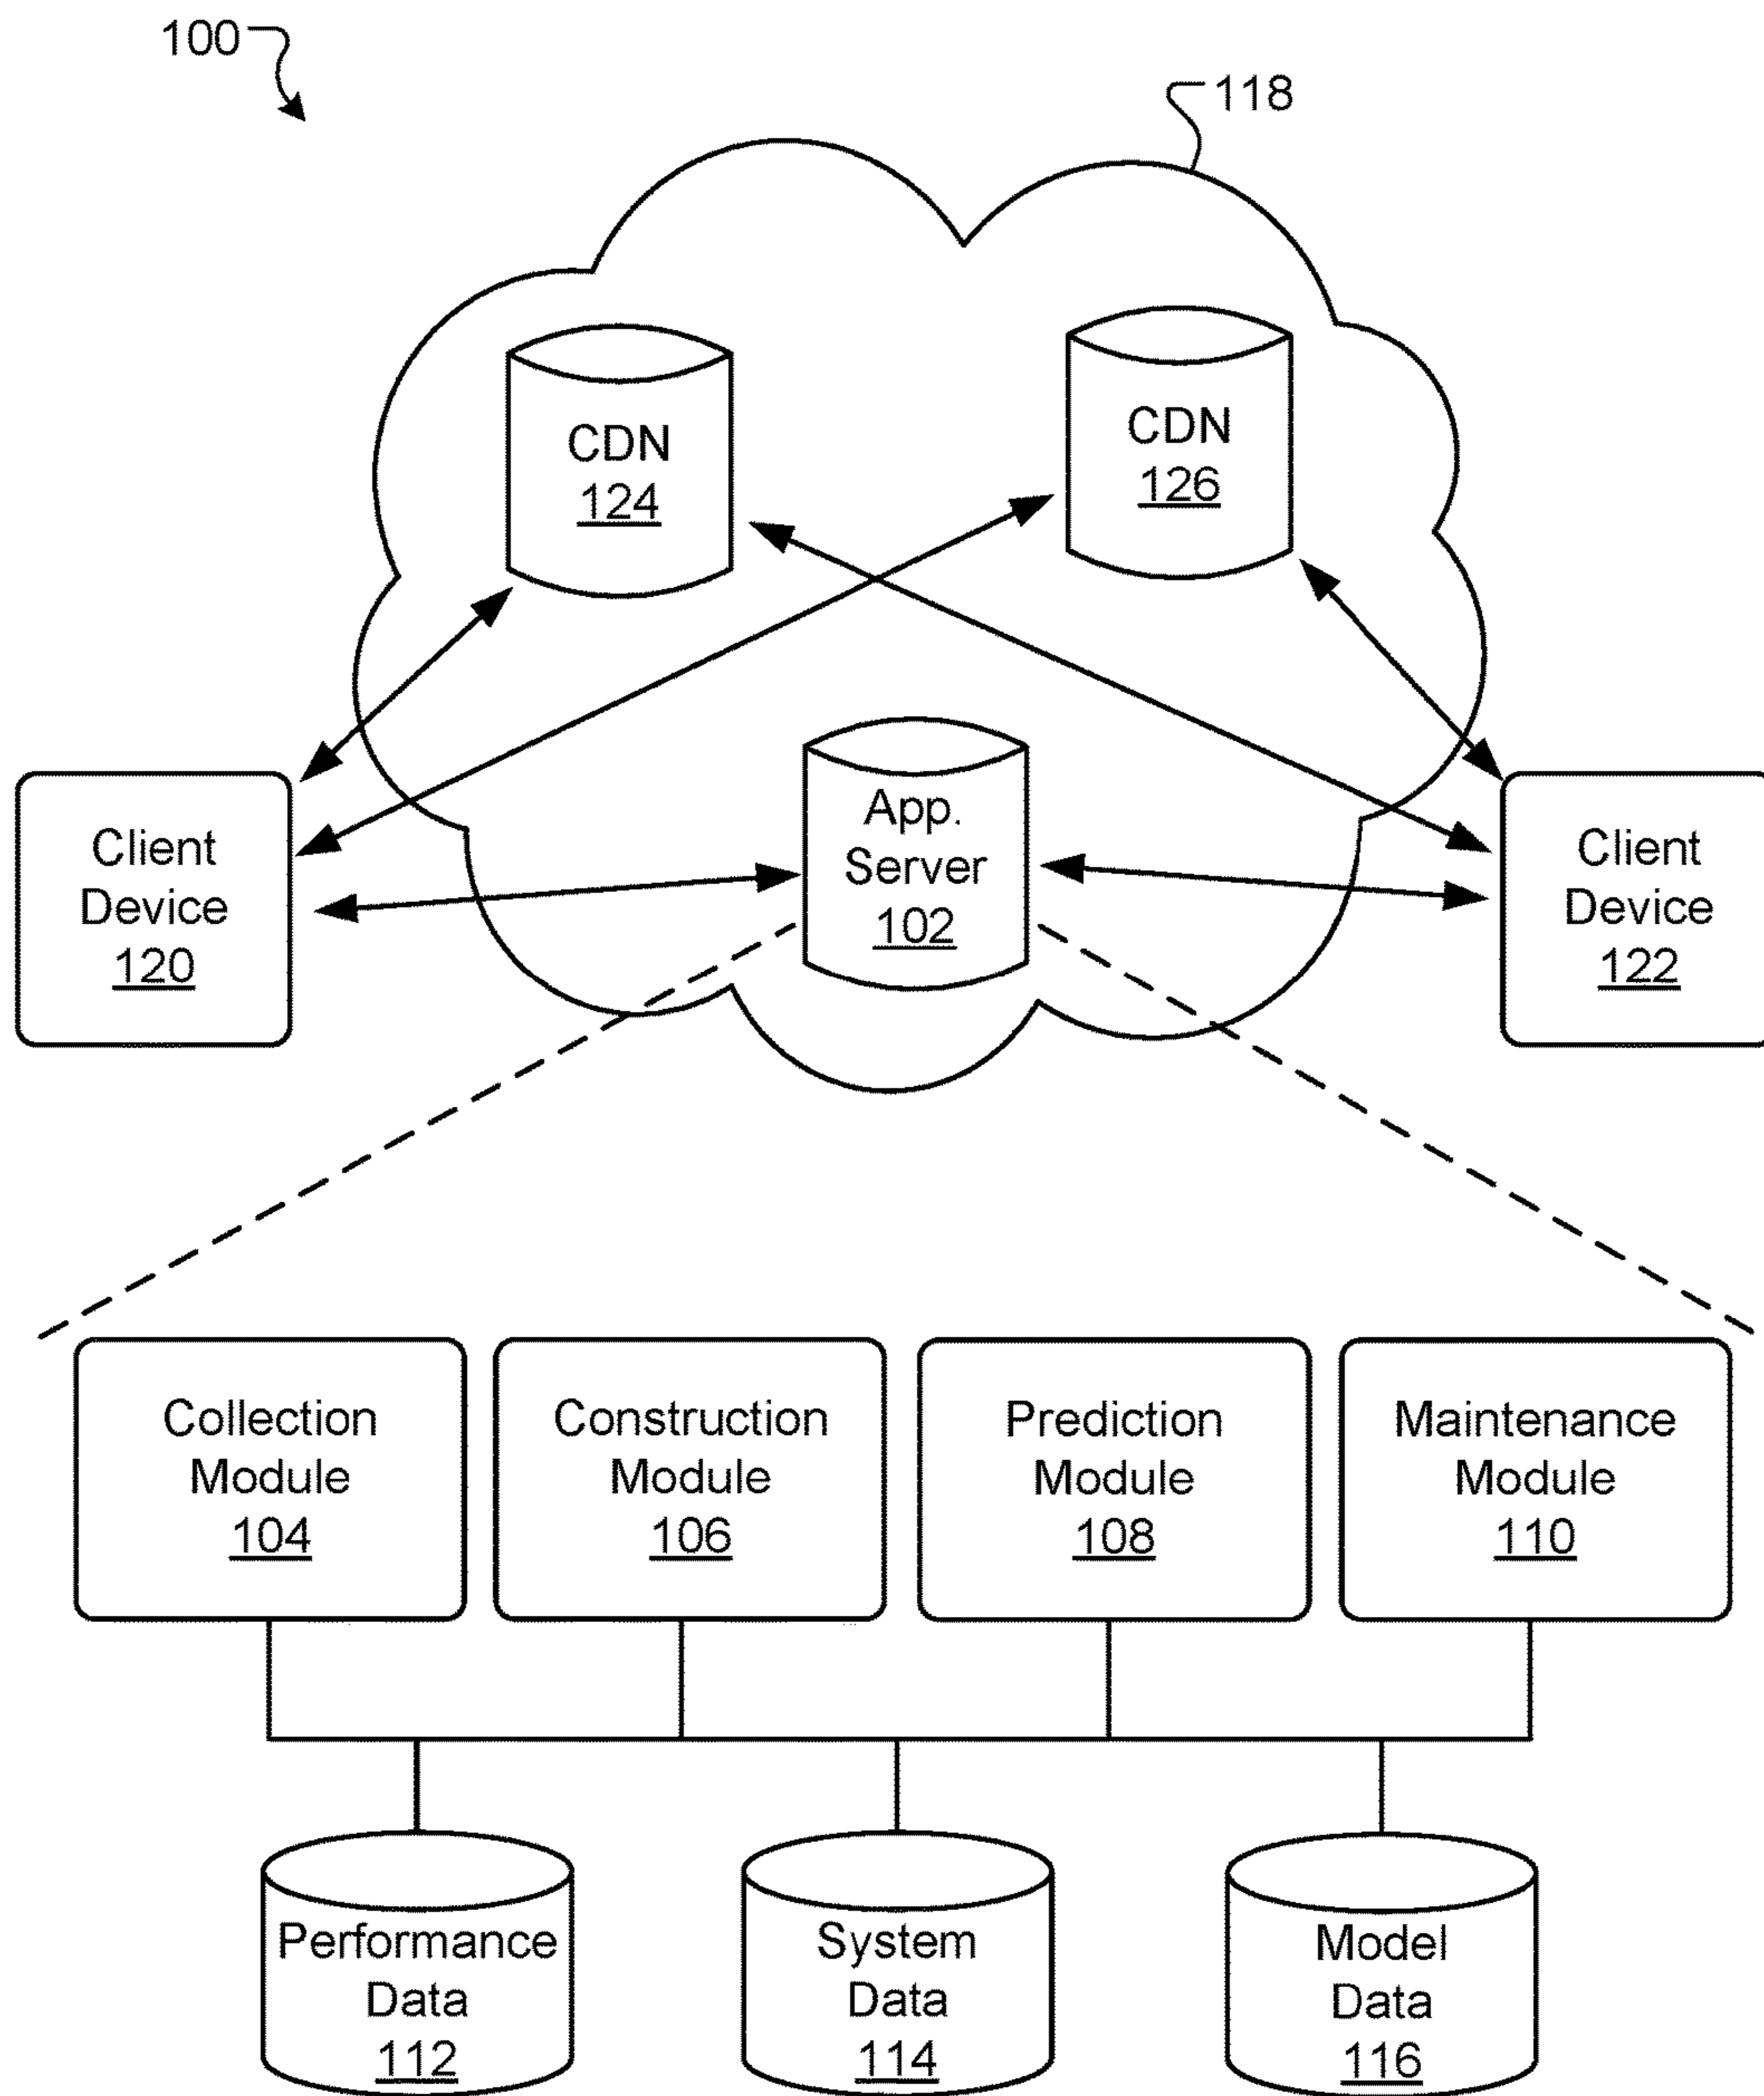 100
118
CDN
124
CDN
126
App.
Server
102
Client
Device
120
Client
Device
122
Collection
Module
104
Construction
Module
106
Prediction
Module
108
Maintenance
Module
110
Performance
Data
112
System
Data
114
Model
Data
116